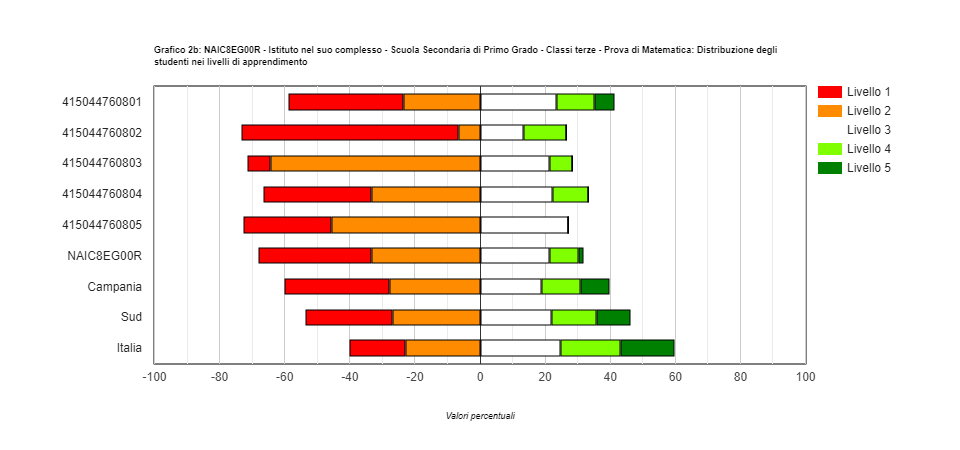 Grafico 2b: NAIC8EG00R - Istituto nel suo complesso - Scuola Secondaria di Primo Grado - Classi terze - Prova di Matematica: Distribuzione degli
studenti nei livelli di apprendimento
415044760801
415044760802
415044760803
415044760804
415044760805
NAIC8EG00R
Campania
Sud
Italia
Livello 1
Livello 2
Livello 3
Livello 4
Livello 5
-100 -80 -60 -40 -20 0 20 40 60 80 100
Valori percentuali